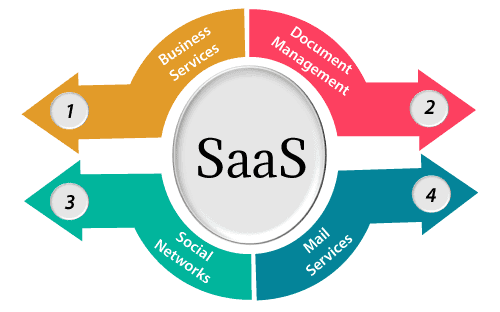 Business
Services
1
Document
Management
2
SaaS
3
Social
Networks
4
Mail
Services